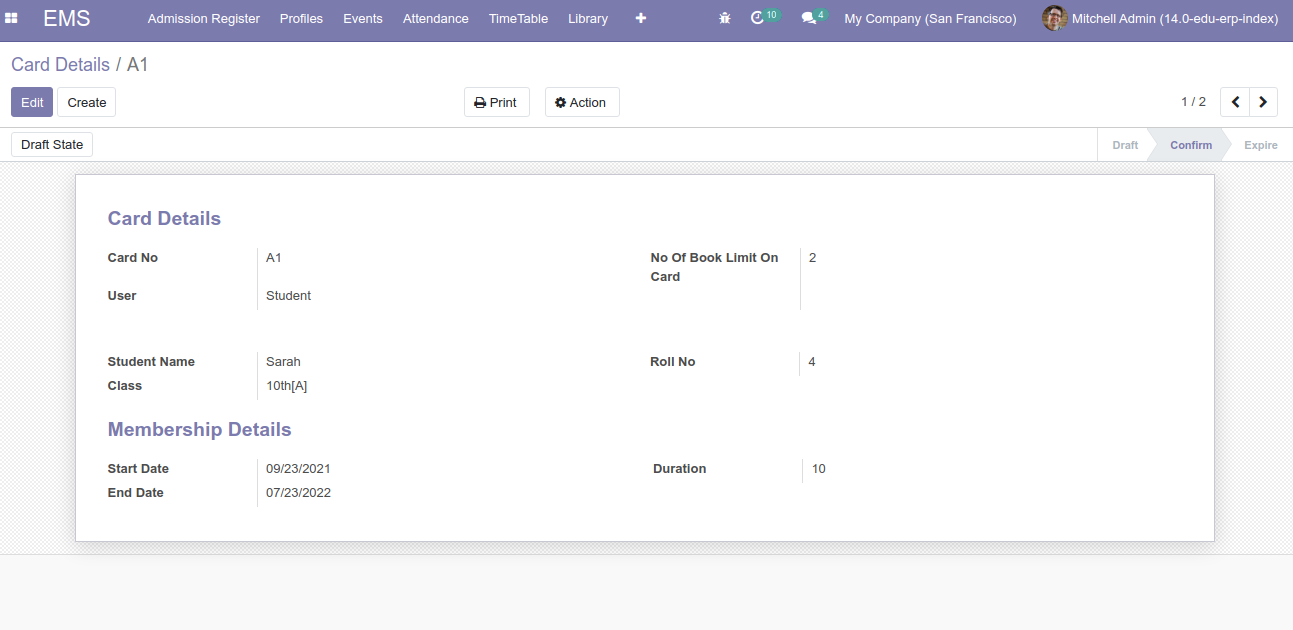 EMS Admission Register Profiles Events Attendance TimeTable Library 10 4 My Company (San Francisco) Mitchell Admin (14.0-edu-erp-index)
Card Details / A1
Edit Create Print Action 1 / 2
Draft State Draft Confirm Expire
Card Details
Card No A1 No Of Book Limit On Card 2
User Student
Student Name Sarah Roll No 4
Class 10th[A]
Membership Details
Start Date 09/23/2021 Duration 10
End Date 07/23/2022